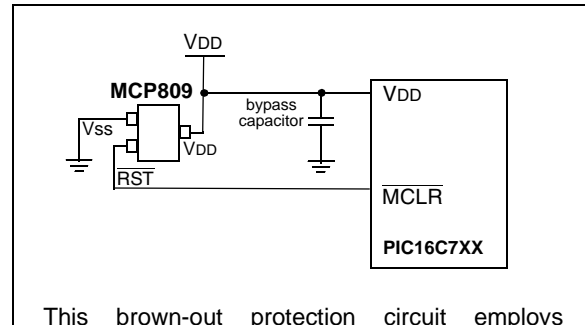 VDD
MCP809
VDD
bypass
capacitor
Vss
VDD
RST
MCLR
PIC16C7XX
This brown-out protection circuit employs